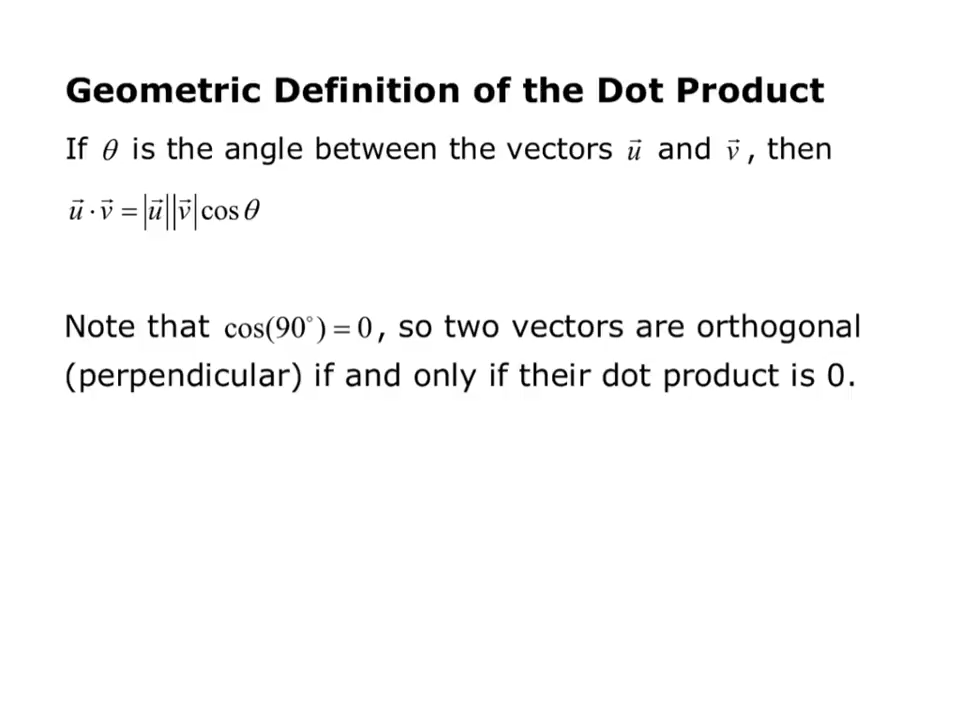 Geometric Definition of the Dot Product
If θ is the angle between the vectors u⃗ and v⃗, then
u⃗ · v⃗ = |u⃗||v⃗| cos θ
Note that cos(90°) = 0, so two vectors are orthogonal
(perpendicular) if and only if their dot product is 0.